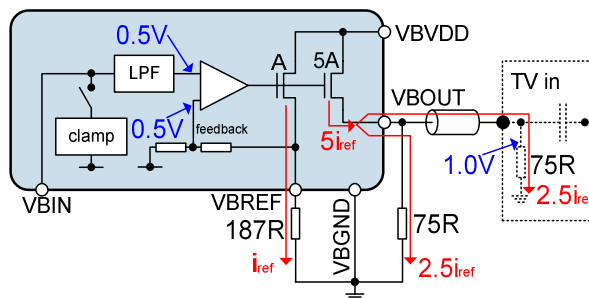 0.5V
VBVDD
LPF
A
5A
TV in
VBOUT
clamp
0.5V
feedback
5iref
1.0V
75R
2.5iref
VBIN
VBREF
187R
VBGND
75R
iref
2.5iref